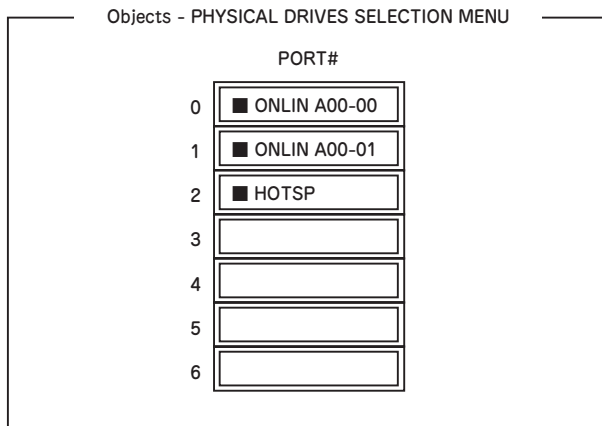 Objects - PHYSICAL DRIVES SELECTION MENU
PORT#
0 ■ ONLIN A00-00
1 ■ ONLIN A00-01
2 ■ HOTSP
3
4
5
6